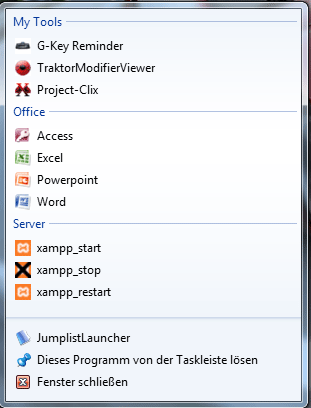 My Tools
G-Key Reminder
TraktorModifierViewer
Project-Clix
Office
Access
Excel
Powerpoint
Word
Server
xampp_start
xampp_stop
xampp_restart
JumplistLauncher
Dieses Programm von der Taskleiste lösen
Fenster schließen